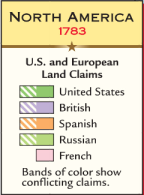 NORTH AMERICA
1783
U.S. and European
Land Claims
United States
British
Spanish
Russian
French
Bands of color show
conflicting claims.